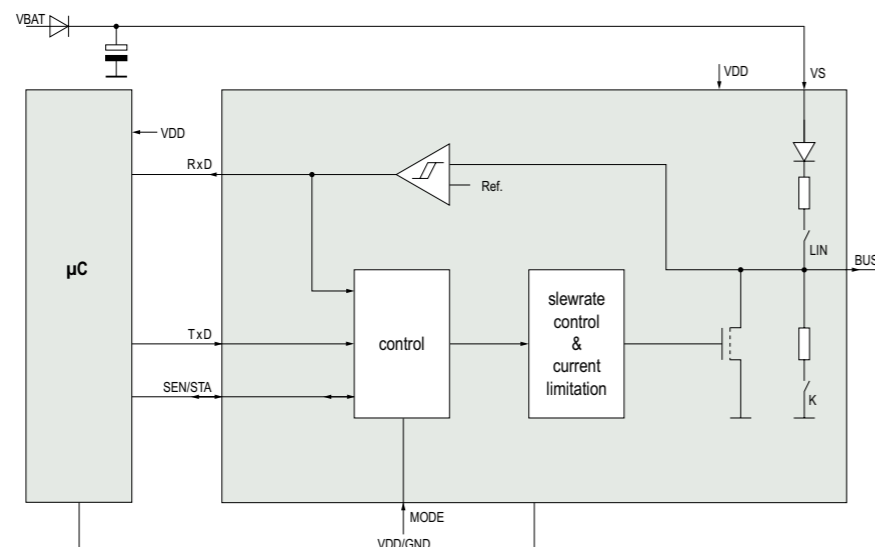 VBAT
VDD
VS
VDD
RxD
Ref.
LIN
BUS
µC
slewrate
control
&
current
limitation
control
TxD
SEN/STA
K
MODE
VDD/GND